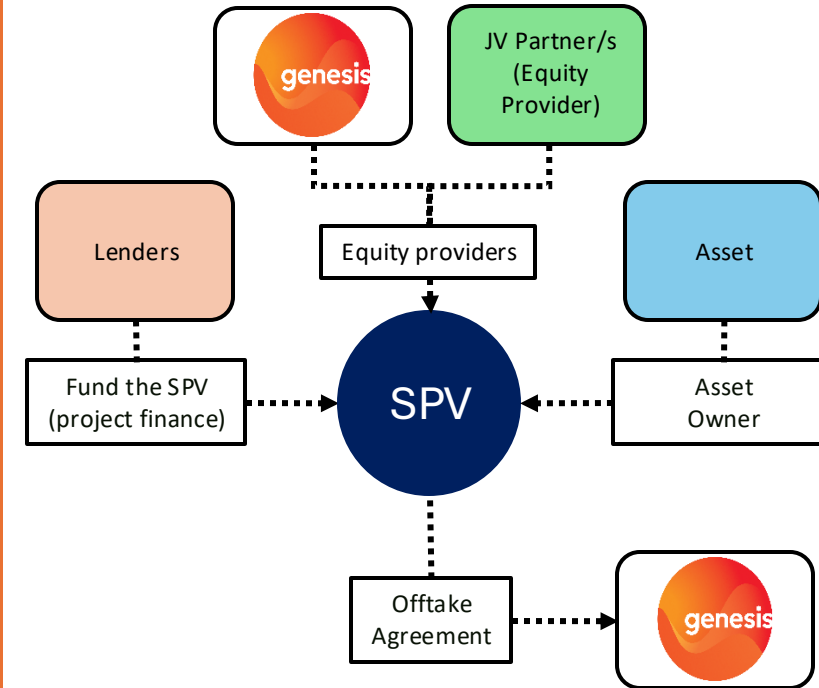 genesis
JV Partner/s
(Equity
Provider)
Lenders
Equity providers
Asset
Fund the SPV
(project finance)
SPV
Asset
Owner
Offtake
Agreement
genesis